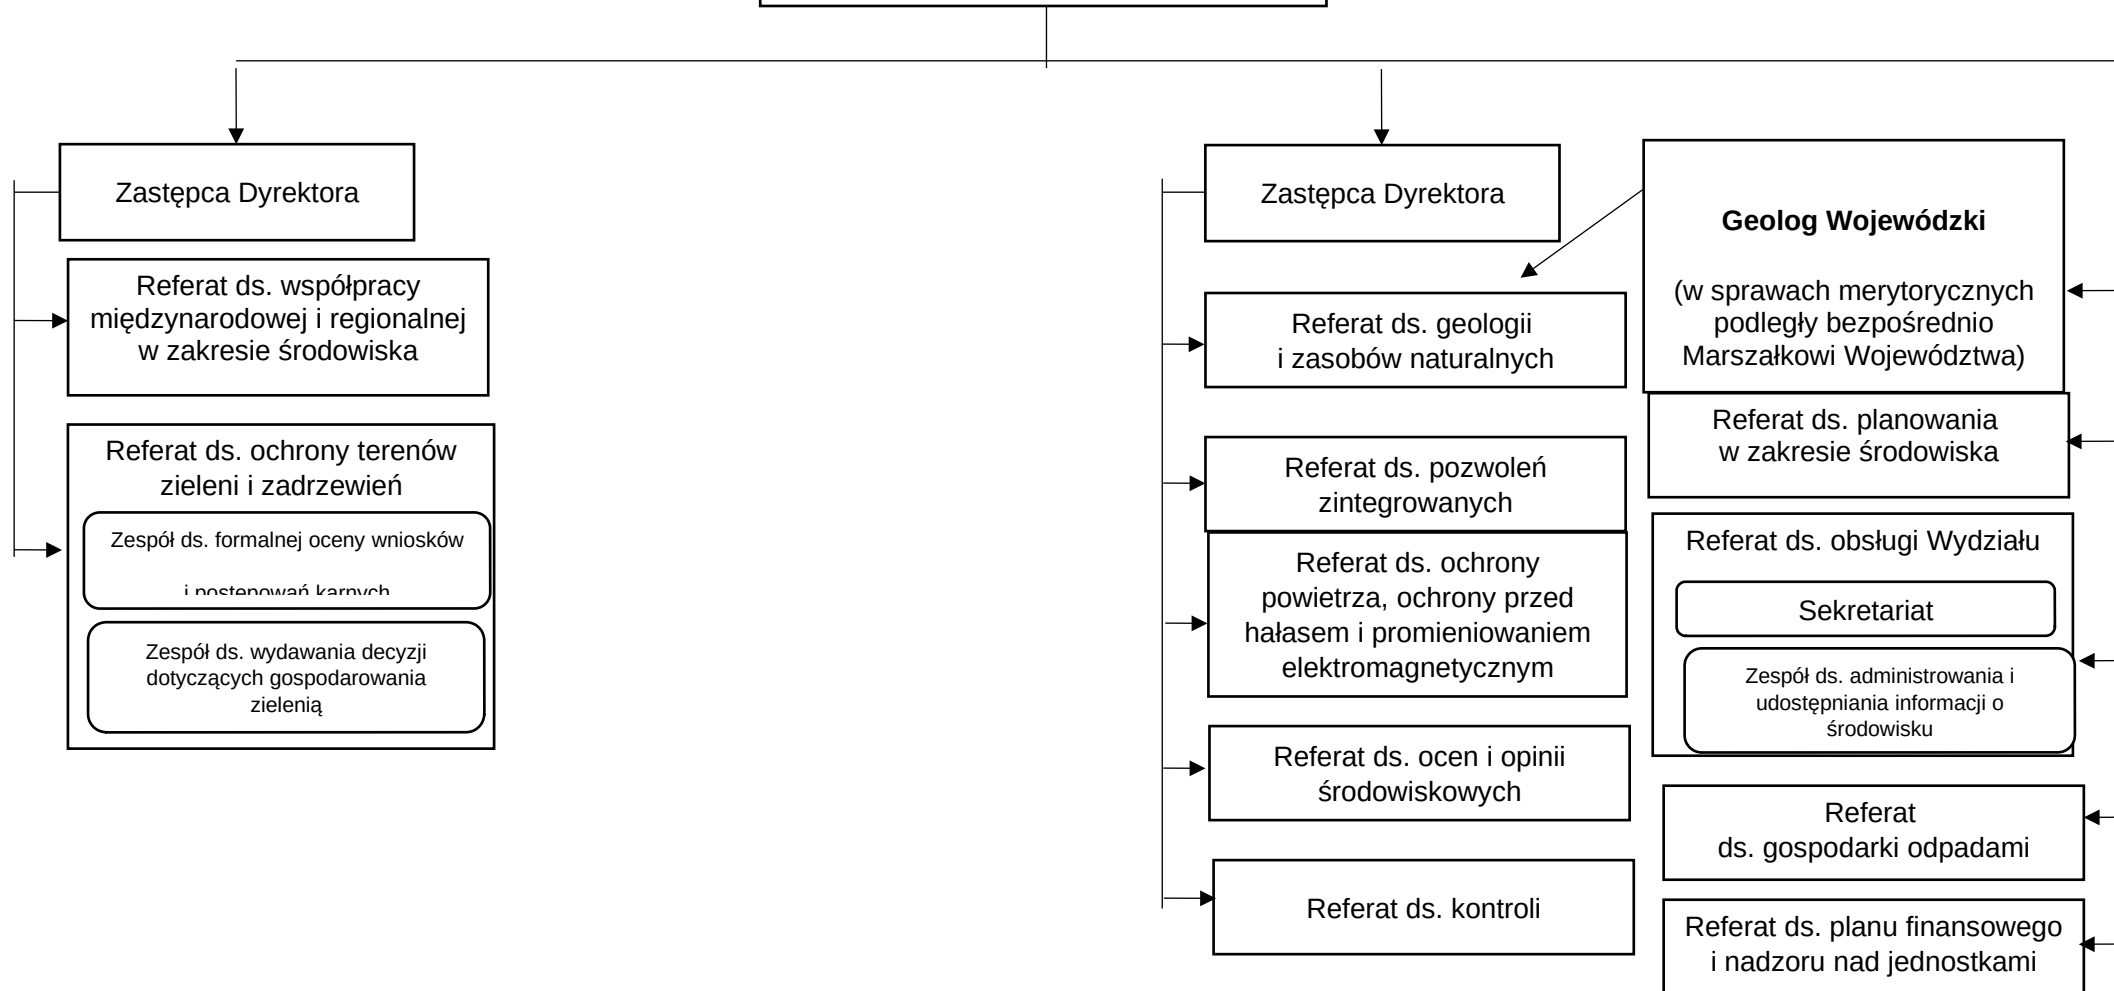 Zastępca Dyrektora
Referat ds. współpracy
międzynarodowej i regionalnej
w zakresie środowiska
Referat ds. ochrony terenów
zieleni i zadrzewień
Zespół ds. formalnej oceny wniosków
i postępowań karnych
Zespół ds. wydawania decyzji
dotyczących gospodarowania
zielenią
Zastępca Dyrektora
Referat ds. geologii
i zasobów naturalnych
Referat ds. pozwoleń
zintegrowanych
Referat ds. ochrony
powietrza, ochrony przed
hałasem i promieniowaniem
elektromagnetycznym
Referat ds. ocen i opinii
środowiskowych
Referat ds. kontroli
Geolog Wojewódzki
(w sprawach merytorycznych
podległy bezpośrednio
Marszałkowi Województwa)
Referat ds. planowania
w zakresie środowiska
Referat ds. obsługi Wydziału
Sekretariat
Zespół ds. administrowania i
udostępniania informacji o
środowisku
Referat
ds. gospodarki odpadami
Referat ds. planu finansowego
i nadzoru nad jednostkami